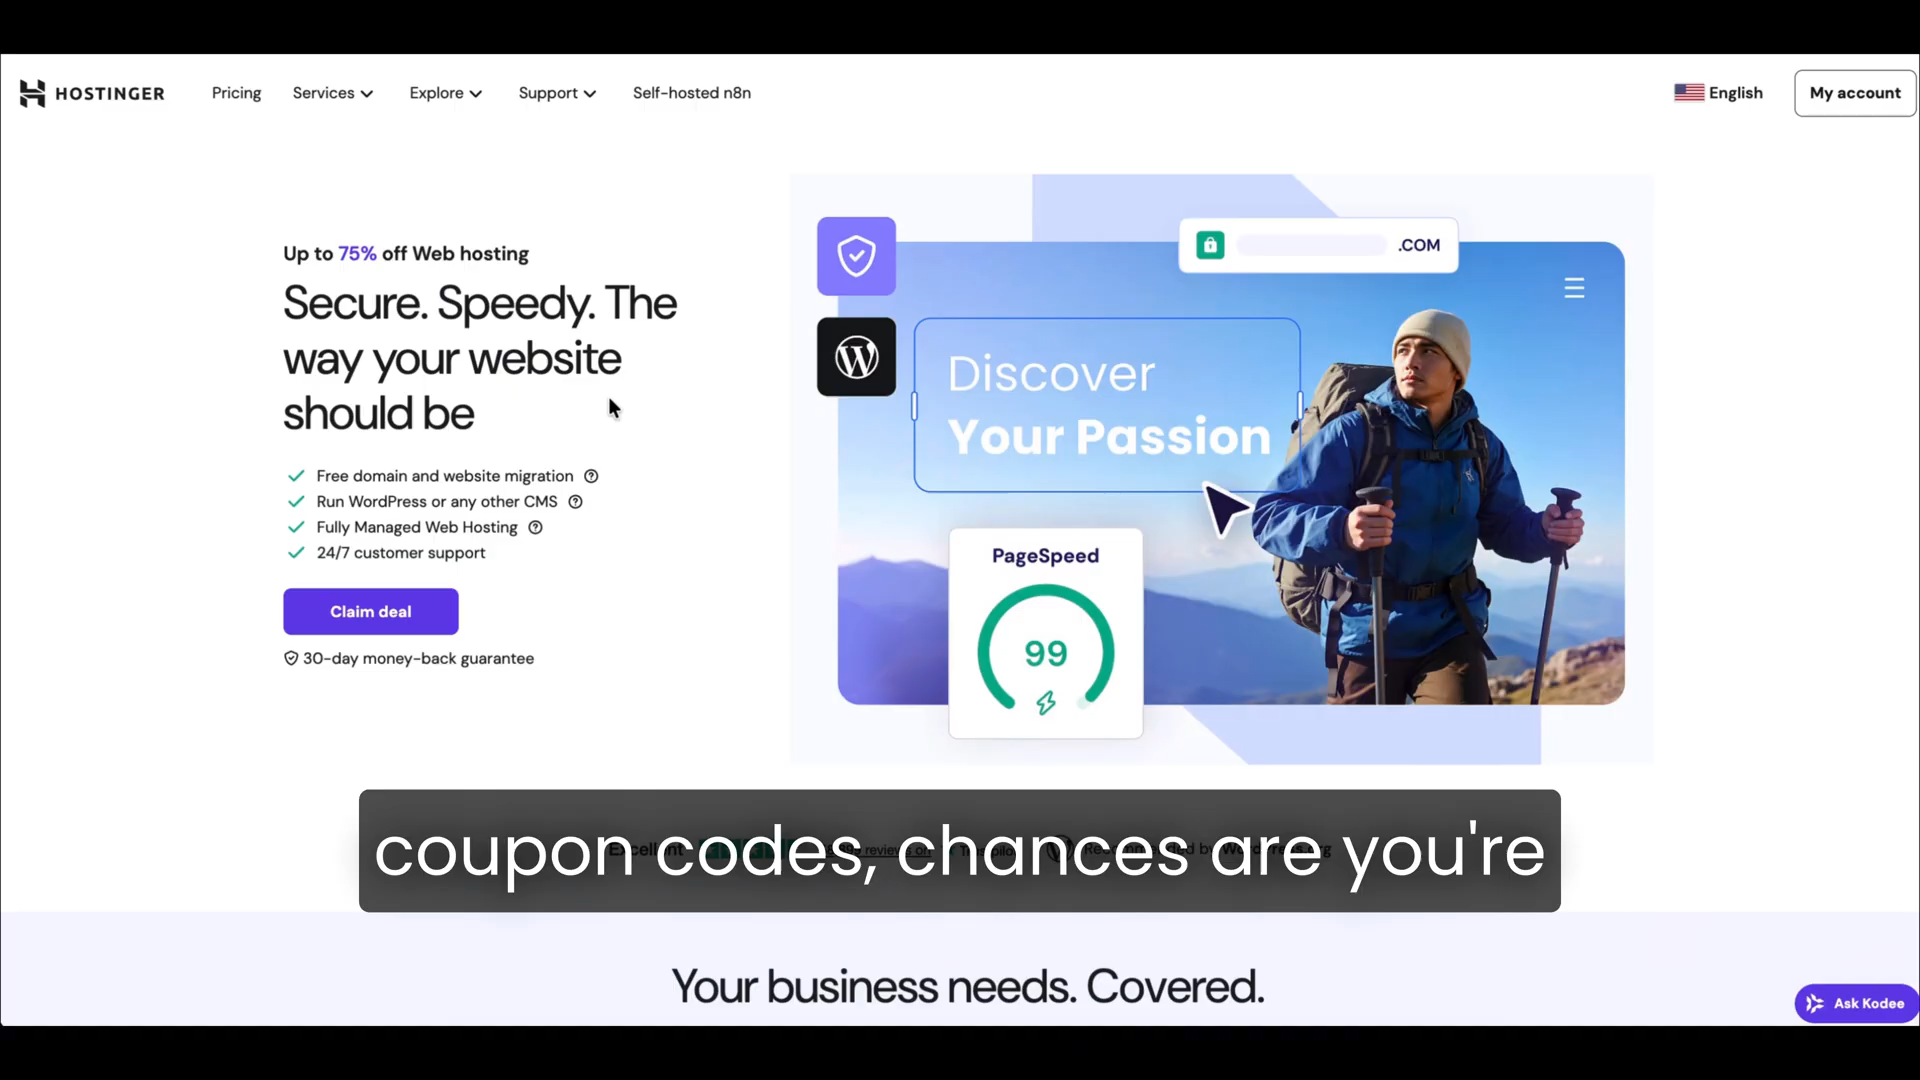 HOSTINGER
Pricing
Services
Explore
Support
Self-hosted n8n
English
My account
Up to 75% off Web hosting
Secure. Speedy. The
way your website
should be
Free domain and website migration
Run WordPress or any other CMS
Fully Managed Web Hosting
24/7 customer support
Claim deal
30-day money-back guarantee
.COM
Discover
Your Passion
PageSpeed
99
coupon codes, chances are you're
Your business needs. Covered.
Ask Kodee